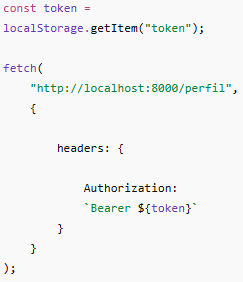 const token =
localStorage.getItem("token");

fetch(
    "http://localhost:8000/perfil",
    {

        headers: {

            Authorization:
            `Bearer ${token}`
        }
    }
);